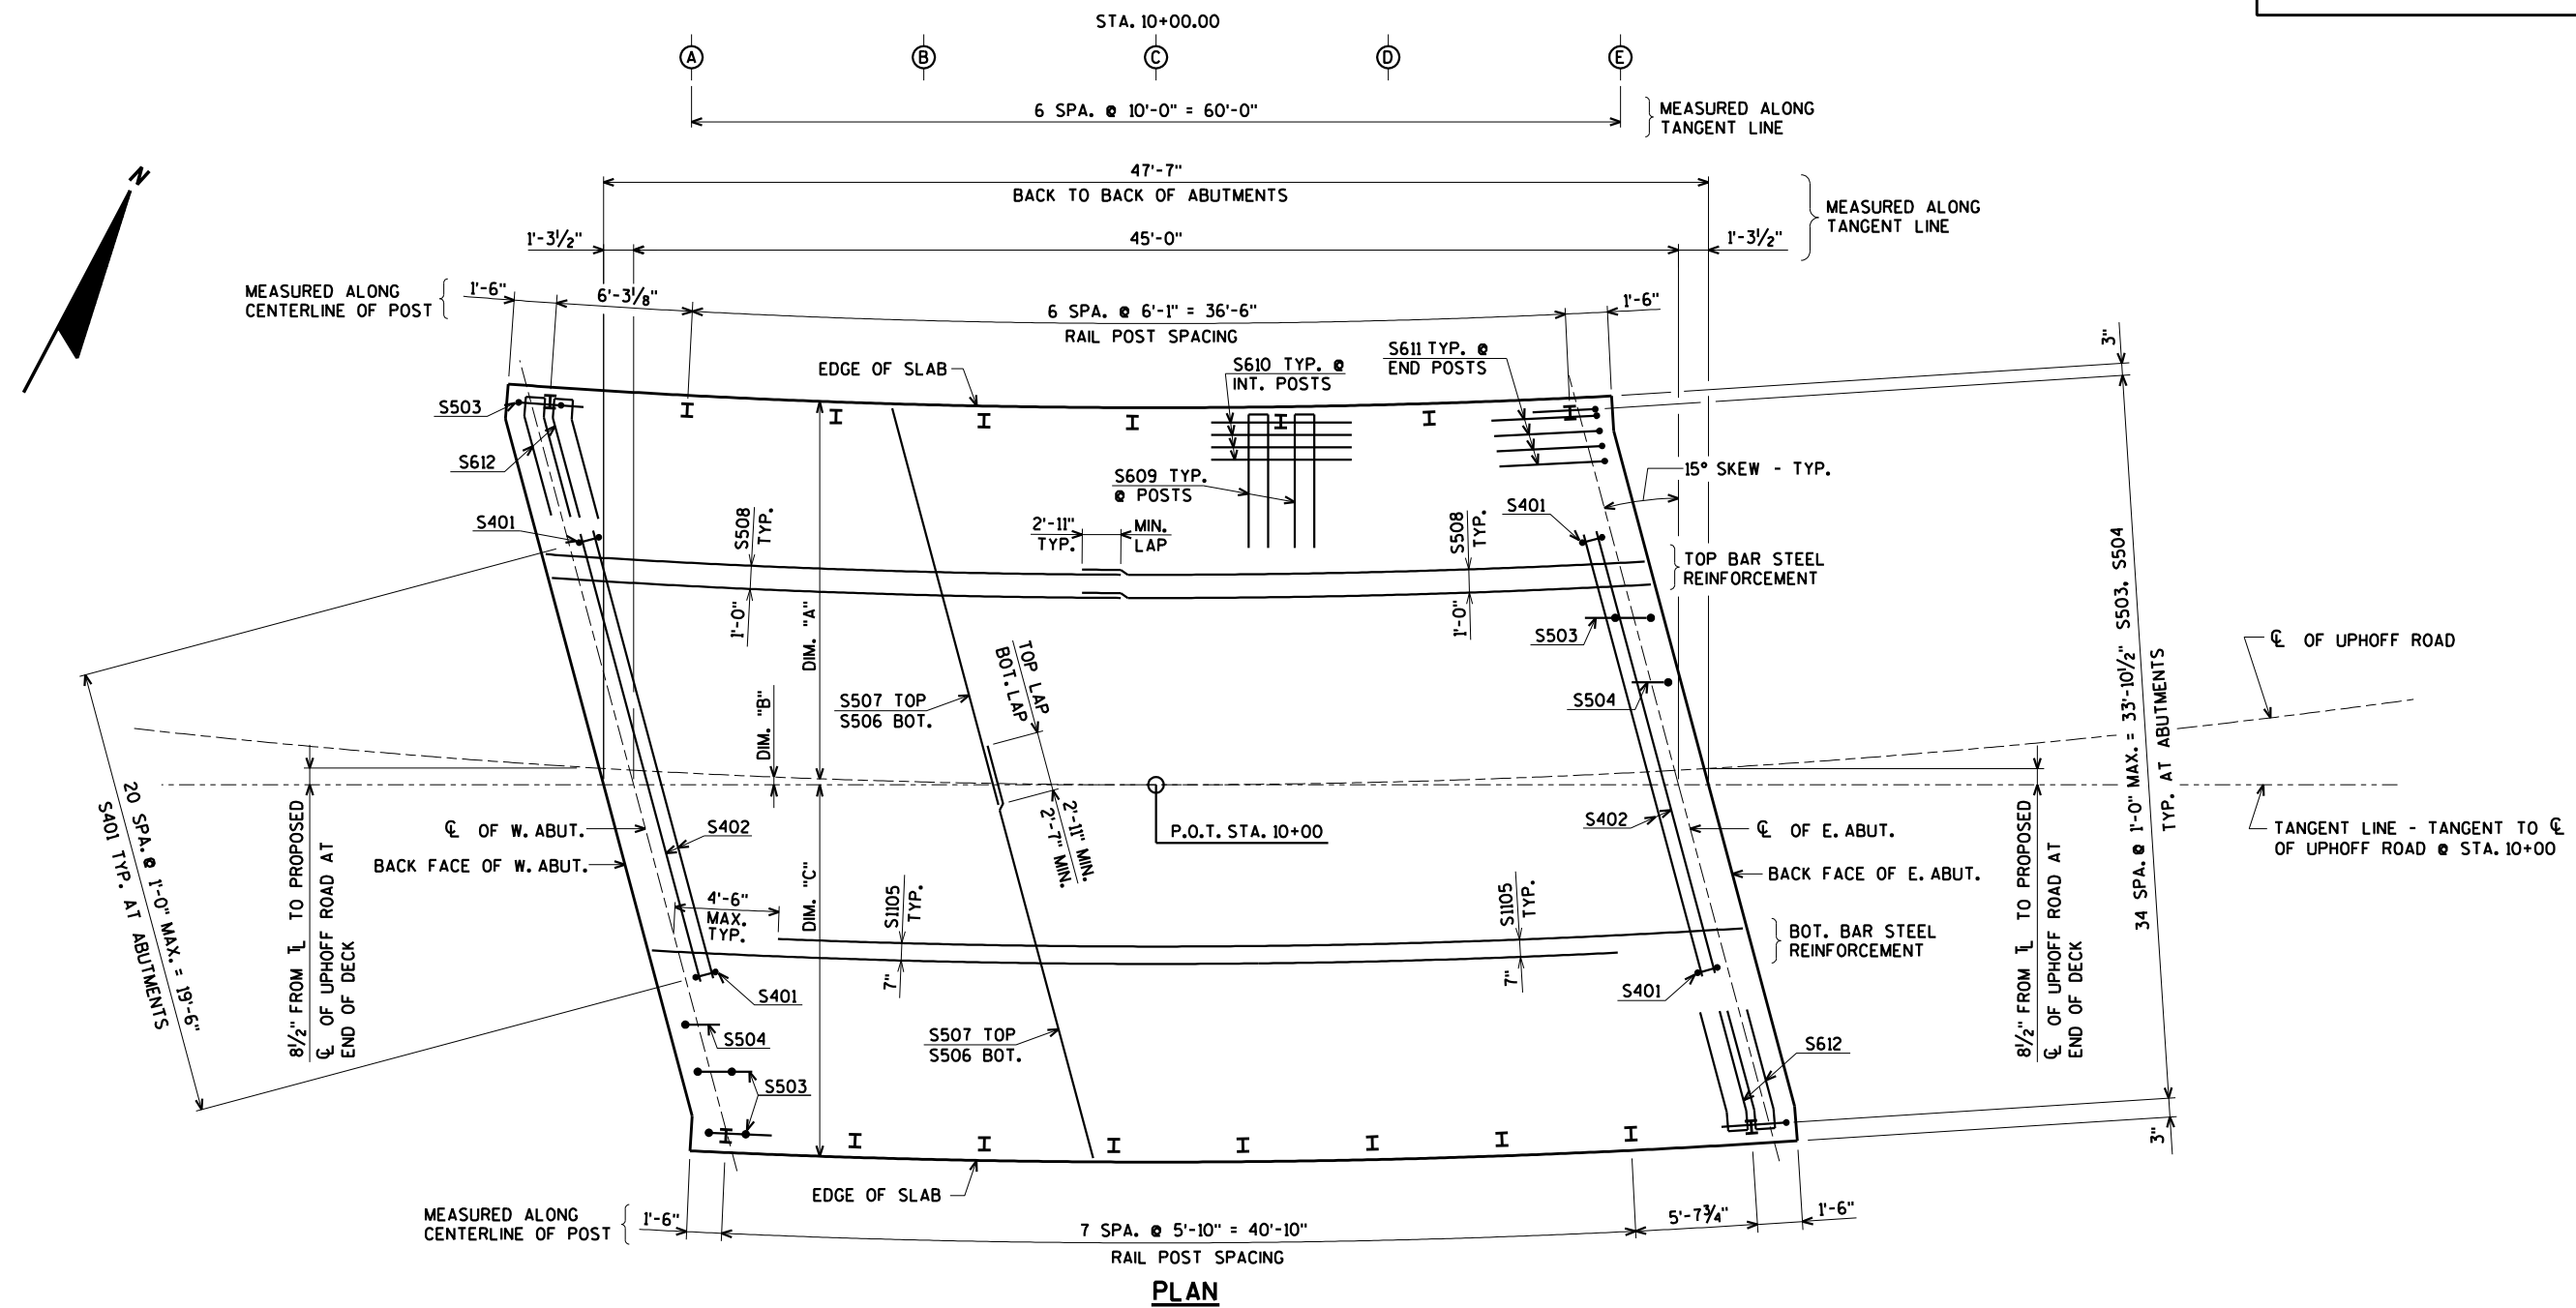 STA. 10+00.00
A B C D E
6 SPA. @ 10'-0" = 60'-0"
MEASURED ALONG
TANGENT LINE
47'-7"
BACK TO BACK OF ABUTMENTS
MEASURED ALONG
TANGENT LINE
1'-3½"
45'-0"
1'-3½"
N
MEASURED ALONG
CENTERLINE OF POST
1'-6"
6'-3⅛"
6 SPA. @ 6'-1" = 36'-6"
RAIL POST SPACING
1'-6"
EDGE OF SLAB
S610 TYP. @
INT. POSTS
S611 TYP. @
END POSTS
3"
S503
S612
S609 TYP.
@ POSTS
15° SKEW - TYP.
S401
S508
TYP.
2'-11"
TYP.
MIN.
LAP
S508
TYP.
S401
TOP BAR STEEL
REINFORCEMENT
1'-0"
DIM. "A"
1'-0"
S503
34 SPA. @ 1'-0" MAX. = 33'-10½" S503. S504
TYP. AT ABUTMENTS
℄ OF UPHOFF ROAD
TOP LAP
BOT. LAP
S507 TOP
S506 BOT.
S504
DIM. "B"
20 SPA. @ 1'-0" MAX. = 19'-6"
S401 TYP. AT ABUTMENTS
8½" FROM TL TO PROPOSED
℄ OF UPHOFF ROAD AT
END OF DECK
℄ OF W. ABUT.
BACK FACE OF W. ABUT.
S402
2'-11" MIN.
2'-7" MIN.
P.O.T. STA. 10+00
S402
℄ OF E. ABUT.
BACK FACE OF E. ABUT.
8½" FROM TL TO PROPOSED
℄ OF UPHOFF ROAD AT
END OF DECK
TANGENT LINE - TANGENT TO ℄
OF UPHOFF ROAD @ STA. 10+00
4'-6"
MAX.
TYP.
DIM. "C"
S1105
TYP.
7"
S1105
TYP.
7"
BOT. BAR STEEL
REINFORCEMENT
S401
S401
S504
S507 TOP
S506 BOT.
S612
S503
3"
EDGE OF SLAB
MEASURED ALONG
CENTERLINE OF POST
1'-6"
7 SPA. @ 5'-10" = 40'-10"
RAIL POST SPACING
5'-7¾"
1'-6"
PLAN